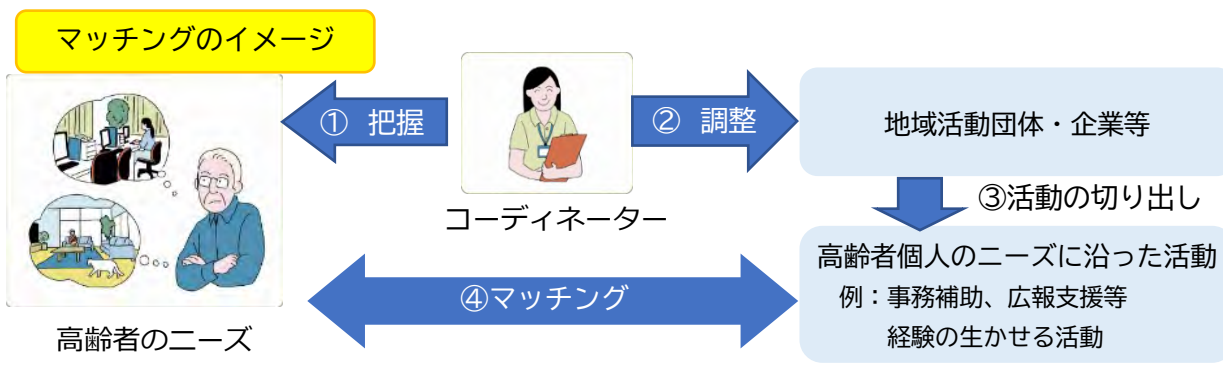 マッチングのイメージ
① 把握
② 調整
地域活動団体・企業等
コーディネーター
③活動の切り出し
高齢者個人のニーズに沿った活動
例：事務補助、広報支援等
経験の生かせる活動
④マッチング
高齢者のニーズ